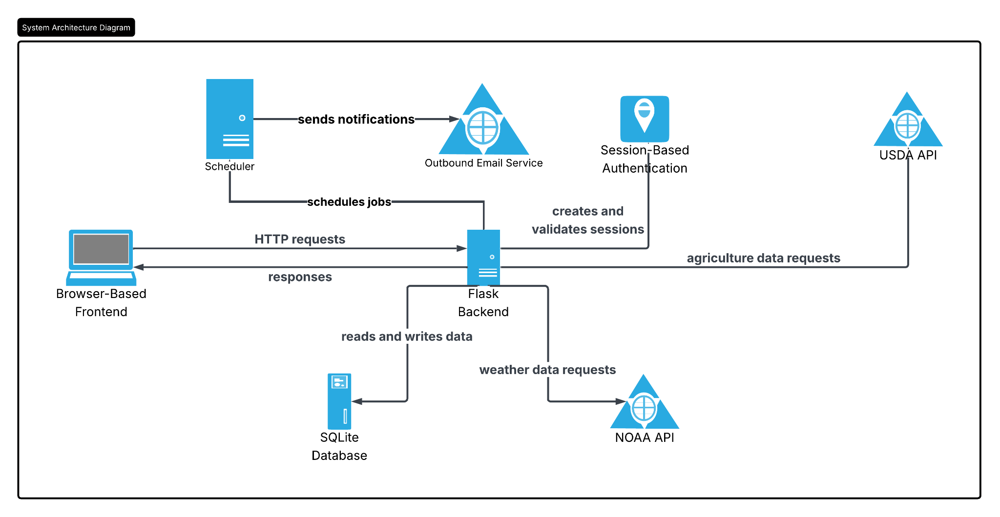 System Architecture Diagram
sends notifications
Scheduler
Outbound Email Service
Session-Based
Authentication
USDA API
schedules jobs
creates and
validates sessions
HTTP requests
agriculture data requests
responses
Browser-Based
Frontend
Flask
Backend
reads and writes data
weather data requests
SQLite
Database
NOAA API